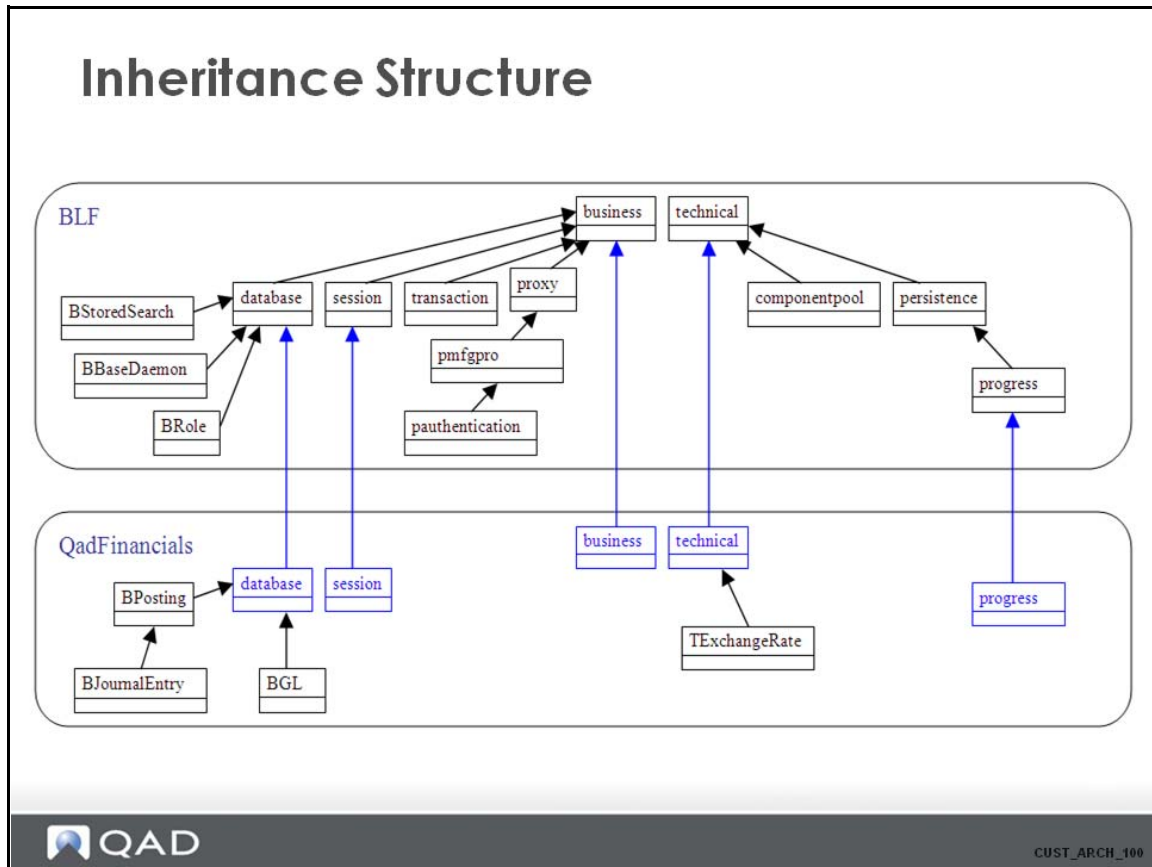 Inheritance Structure
BLF
business
technical
proxy
database
session
transaction
componentpool
persistence
BStoredSearch
pmfgpro
BBaseDaemon
progress
BRole
pauthentication
QadFinancials
business
technical
database
session
BPosting
progress
TExchangeRate
BJournalEntry
BGL
QAD
CUST_ARCH_100